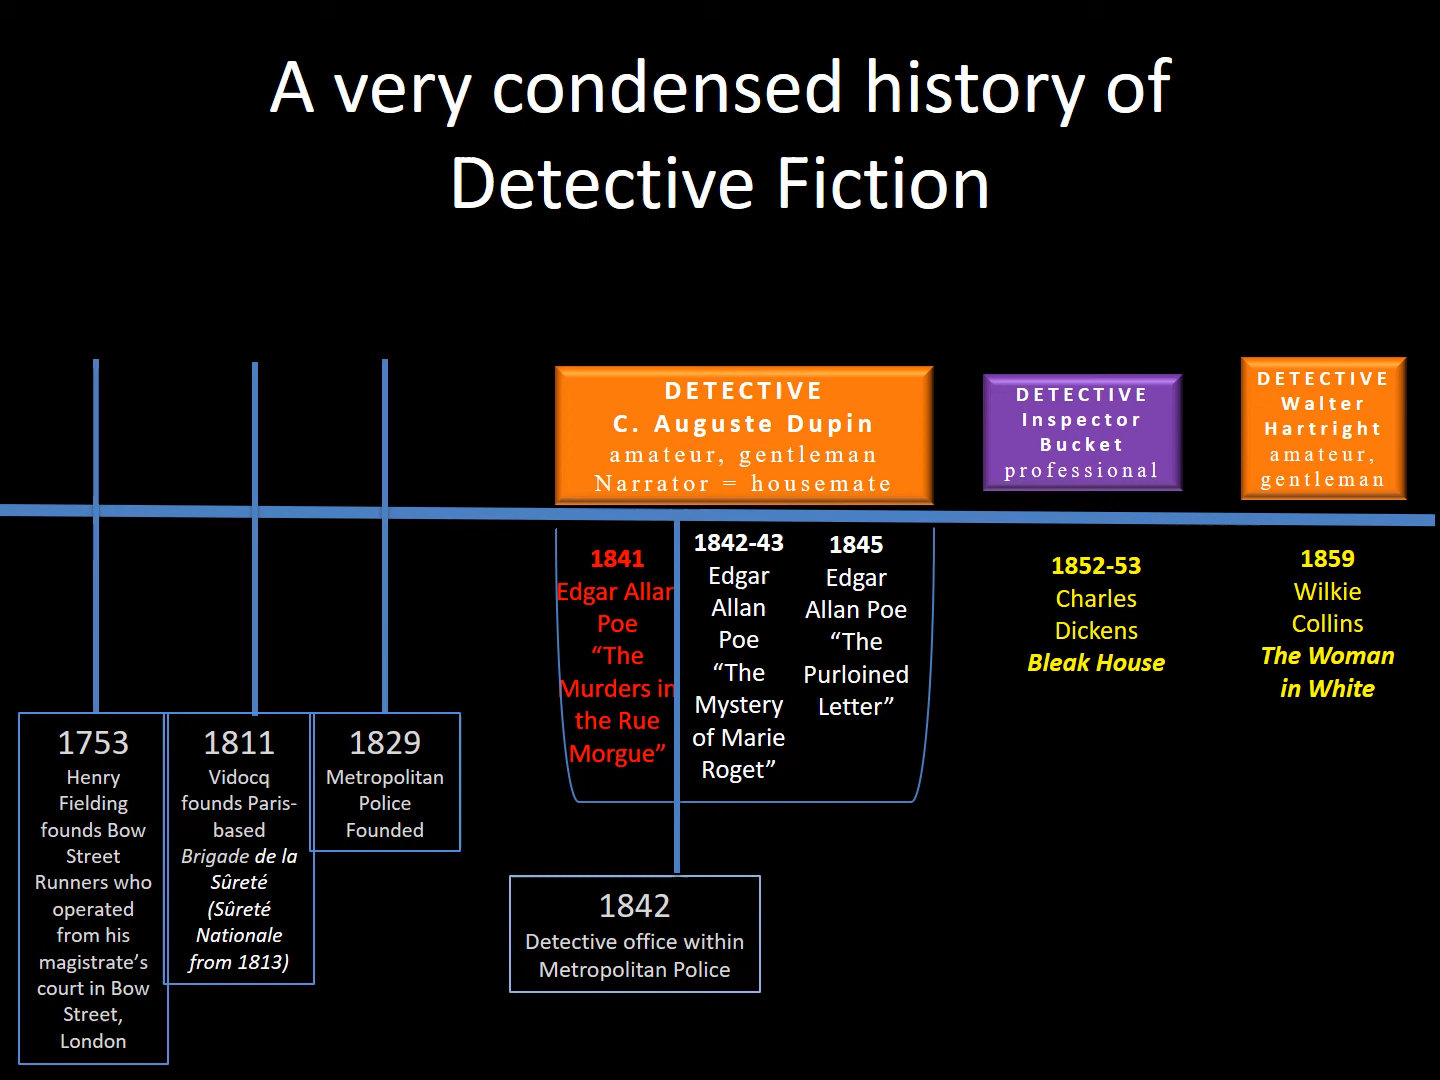 A very condensed history of
Detective Fiction
DETECTIVE
C. Auguste Dupin
amateur, gentleman
Narrator = housemate
DETECTIVE
Inspector
Bucket
professional
DETECTIVE
Walter
Hartright
amateur,
gentleman
1841
Edgar Allan
Poe
“The
Murders in
the Rue
Morgue”
1842-43
Edgar
Allan
Poe
“The
Mystery
of Marie
Roget”
1845
Edgar
Allan Poe
“The
Purloined
Letter”
1852-53
Charles
Dickens
Bleak House
1859
Wilkie
Collins
The Woman
in White
1753
Henry
Fielding
founds Bow
Street
Runners who
operated
from his
magistrate’s
court in Bow
Street,
London
1811
Vidocq
founds Paris-
based
Brigade de la
Sûreté
(Sûreté
Nationale
from 1813)
1829
Metropolitan
Police
Founded
1842
Detective office within
Metropolitan Police